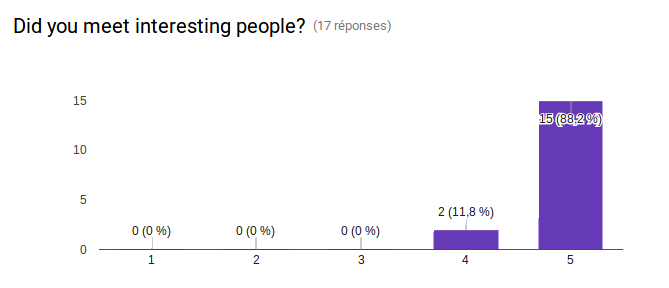 Did you meet interesting people? (17 réponses)
15
15 (88,2 %)
10
5
2 (11,8 %)
0 (0 %) 0 (0 %) 0 (0 %)
0
1 2 3 4 5